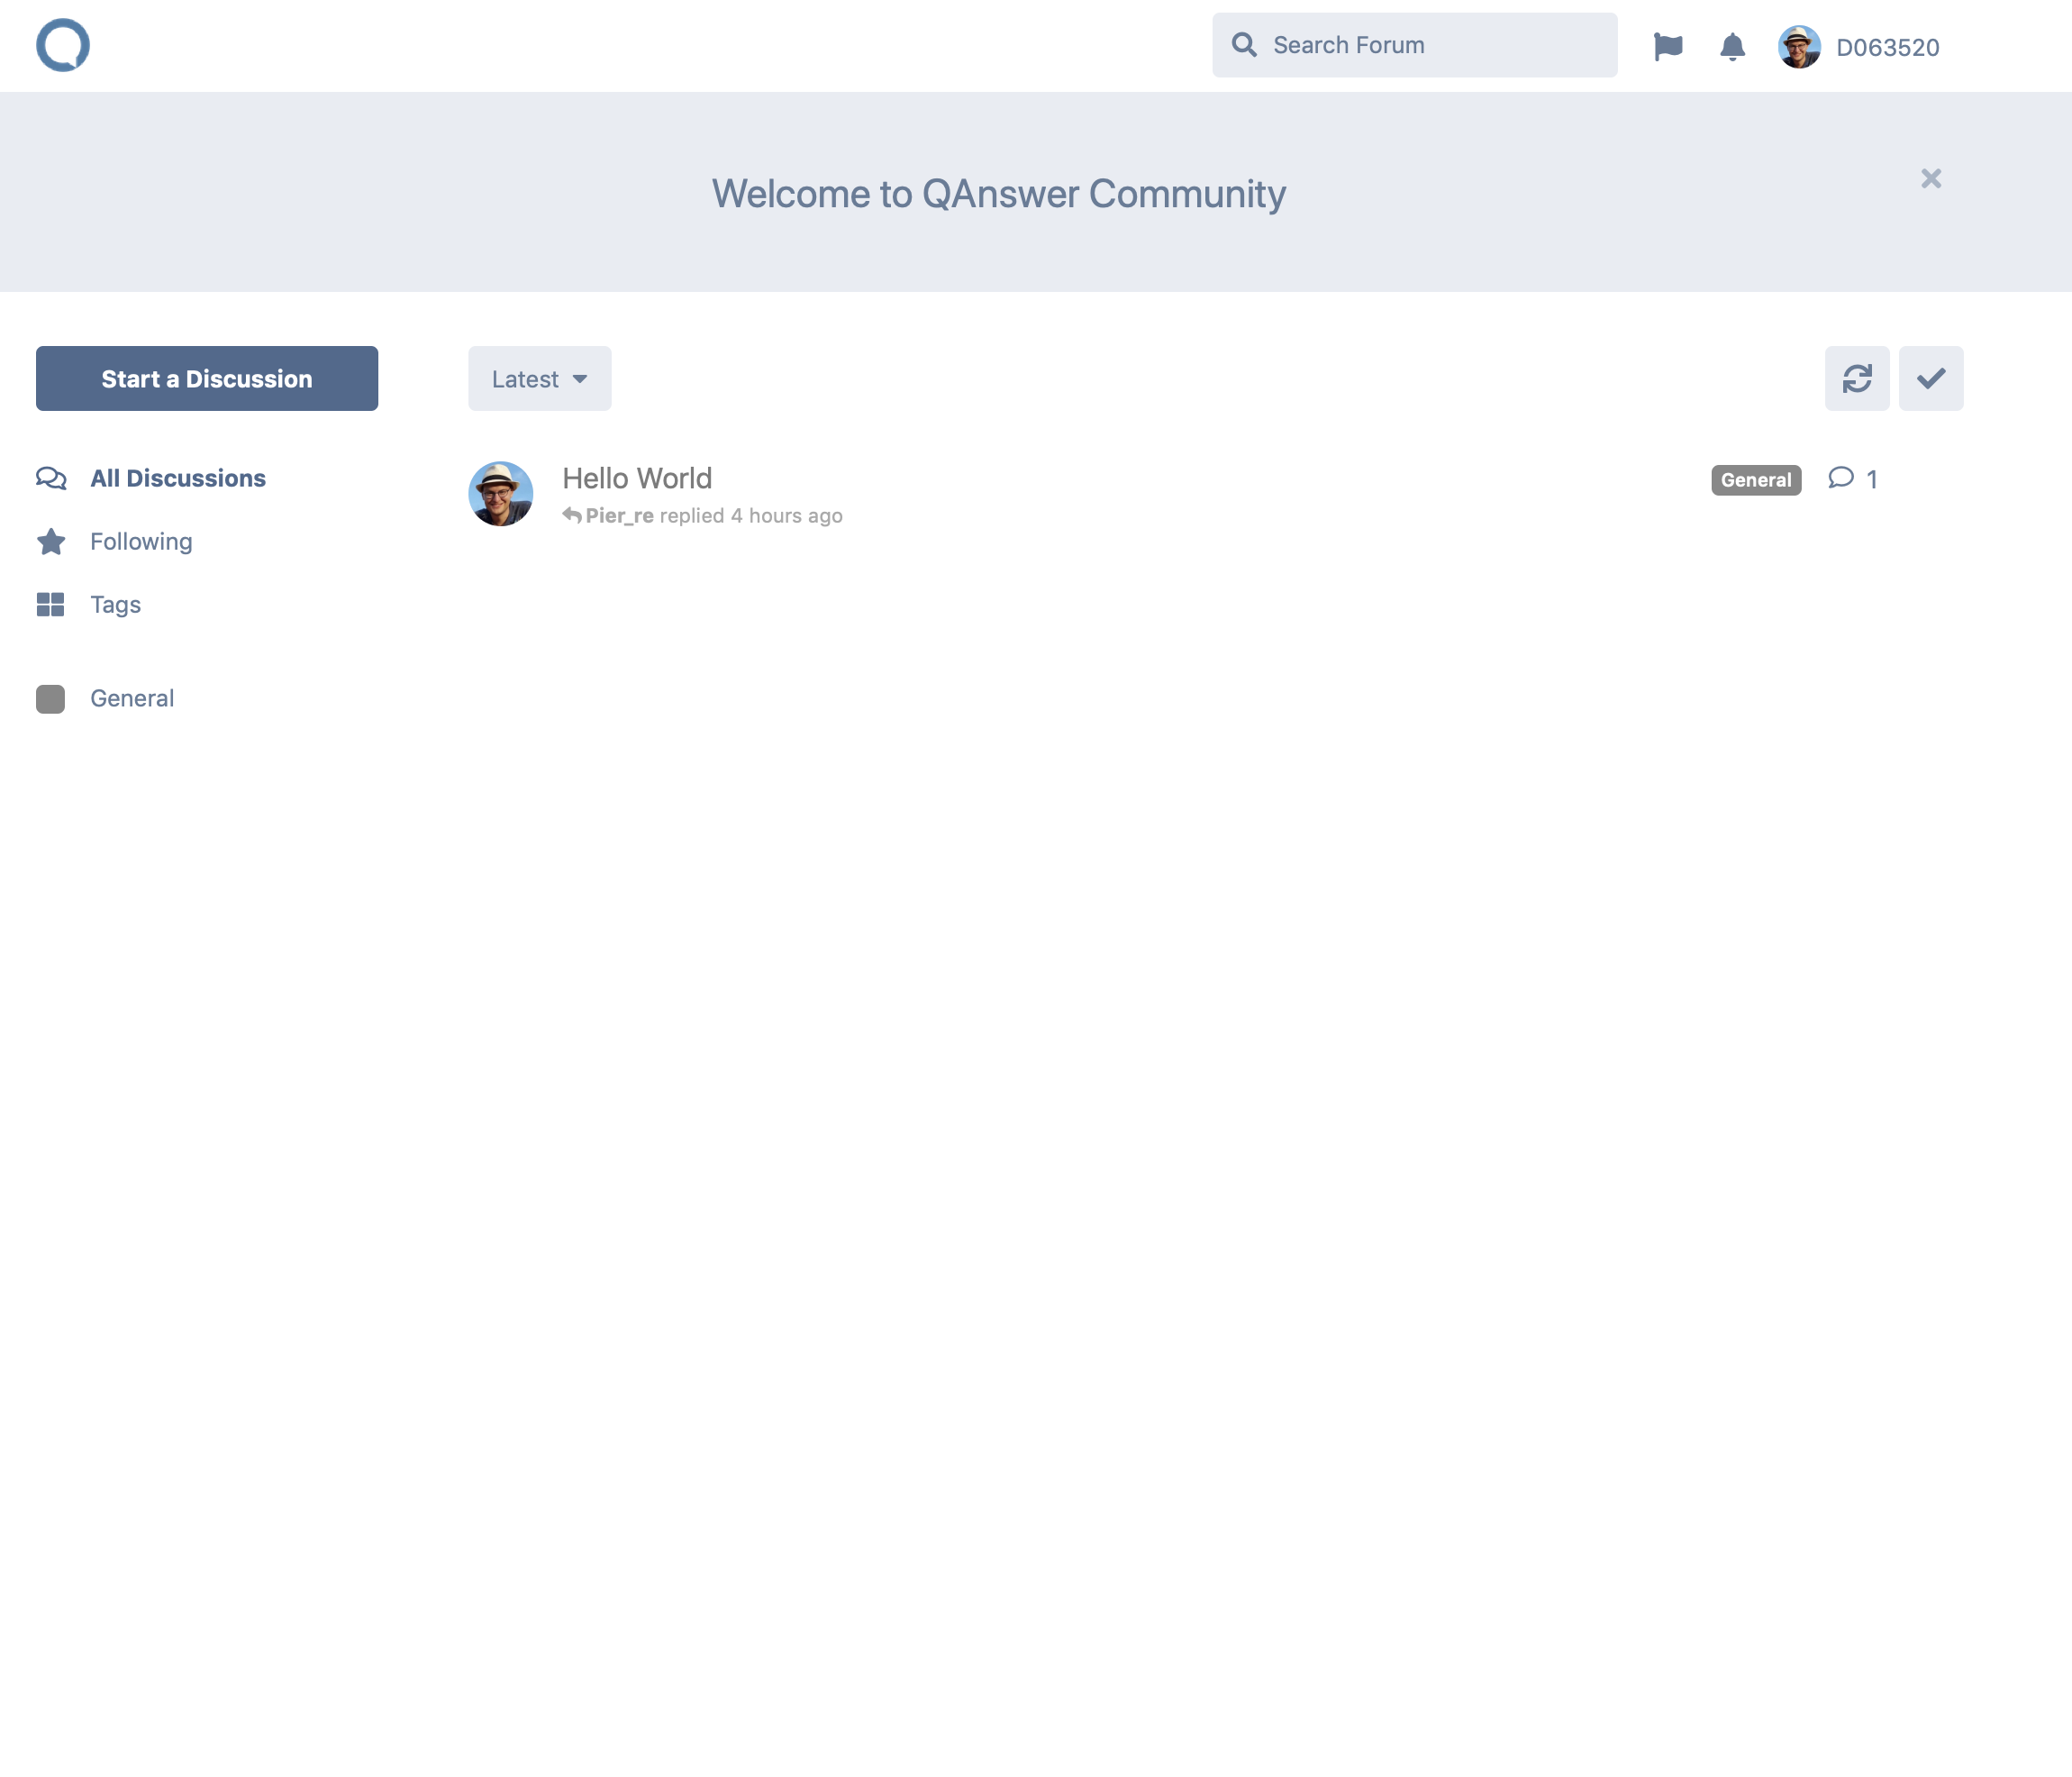 Search Forum
D063520
Welcome to QAnswer Community
Start a Discussion
Latest
All Discussions
Following
Tags
General
Hello World
Pier_re replied 4 hours ago
General
1